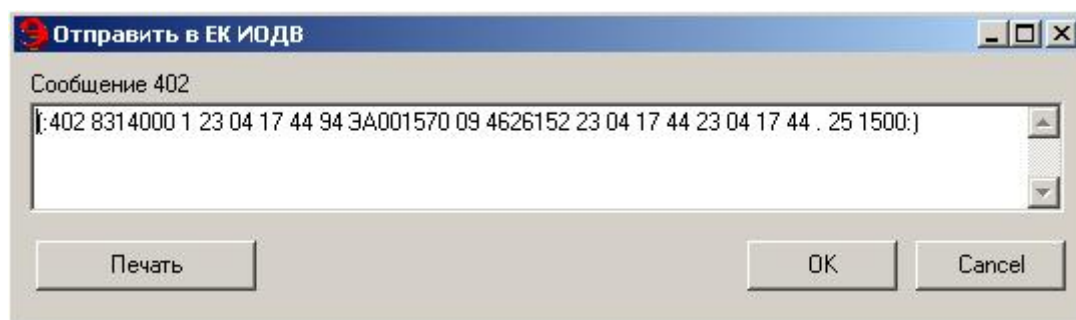 Отправить в ЕК ИОДВ
Сообщение 402
(:402 8314000 1 23 04 17 44 94 ЭА001570 09 4626152 23 04 17 44 23 04 17 44 . 25 1500:)
Печать
OK
Cancel